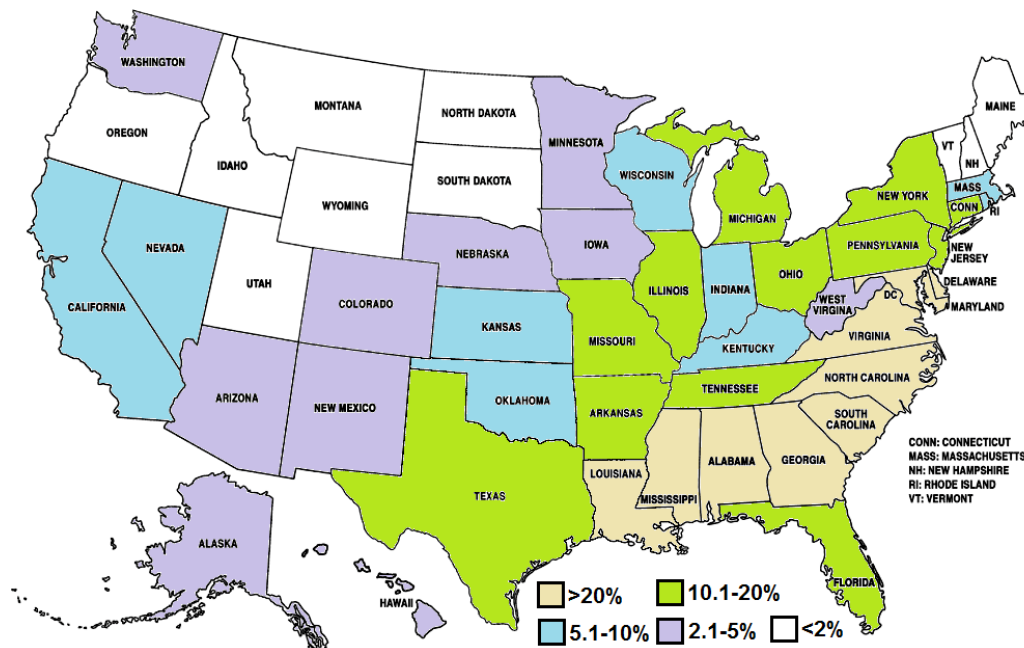 WASHINGTON
OREGON
IDAHO
MONTANA
WYOMING
NORTH DAKOTA
SOUTH DAKOTA
MINNESOTA
WISCONSIN
MICHIGAN
NEW YORK
VT
NH
MAINE
MASS
CONN
RI
NEW
JERSEY
PENNSYLVANIA
DELAWARE
MARYLAND
DC
CALIFORNIA
NEVADA
UTAH
COLORADO
NEBRASKA
IOWA
ILLINOIS
INDIANA
OHIO
WEST
VIRGINA
VIRGINIA
KANSAS
MISSOURI
KENTUCKY
NORTH CAROLINA
TENNESSEE
SOUTH
CAROLINA
ARIZONA
NEW MEXICO
OKLAHOMA
ARKANSAS
TEXAS
LOUISIANA
MISSISSIPPI
ALABAMA
GEORGIA
FLORIDA
ALASKA
HAWAII
CONN: CONNECTICUT
MASS: MASSACHUSETTS
NH: NEW HAMPSHIRE
RI: RHODE ISLAND
VT: VERMONT
>20%
10.1-20%
5.1-10%
2.1-5%
<2%